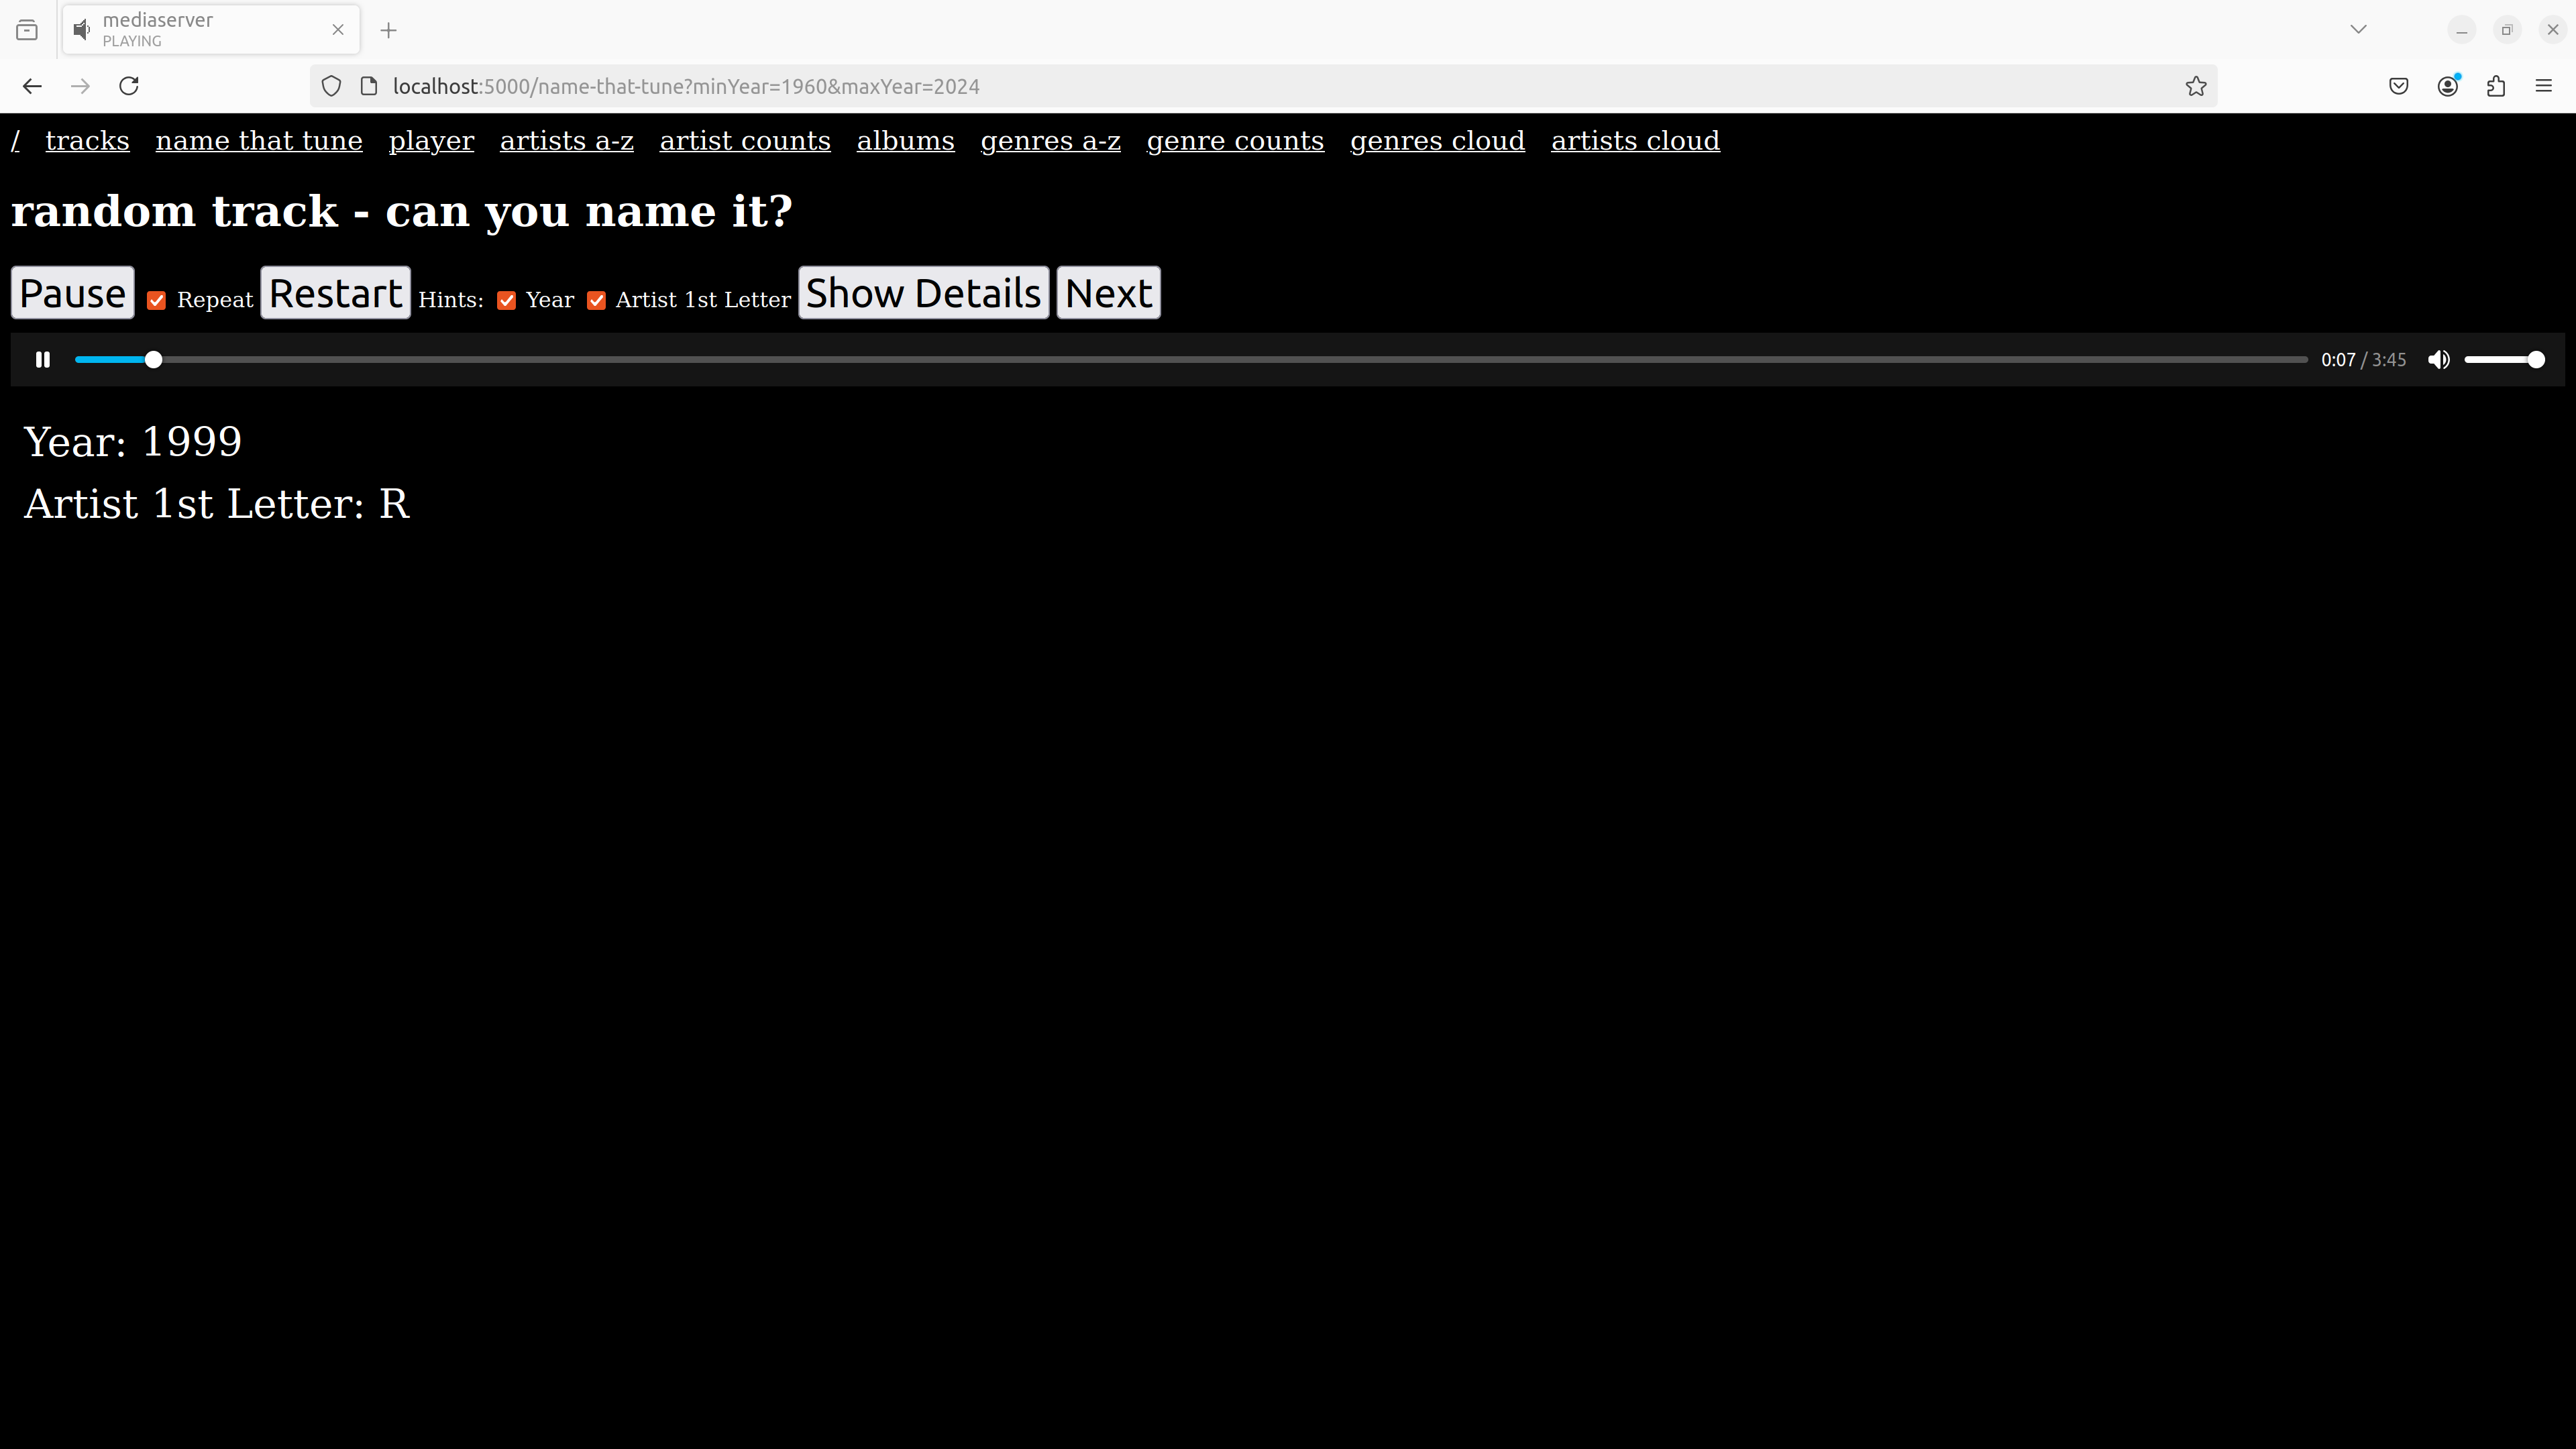 mediaserver
PLAYING
localhost:5000/name-that-tune?minYear=1960&maxYear=2024
/ tracks name that tune player artists a-z artist counts albums genres a-z genre counts genres cloud artists cloud
random track - can you name it?
Pause Repeat Restart Hints: Year Artist 1st Letter Show Details Next
0:07 / 3:45
Year: 1999
Artist 1st Letter: R